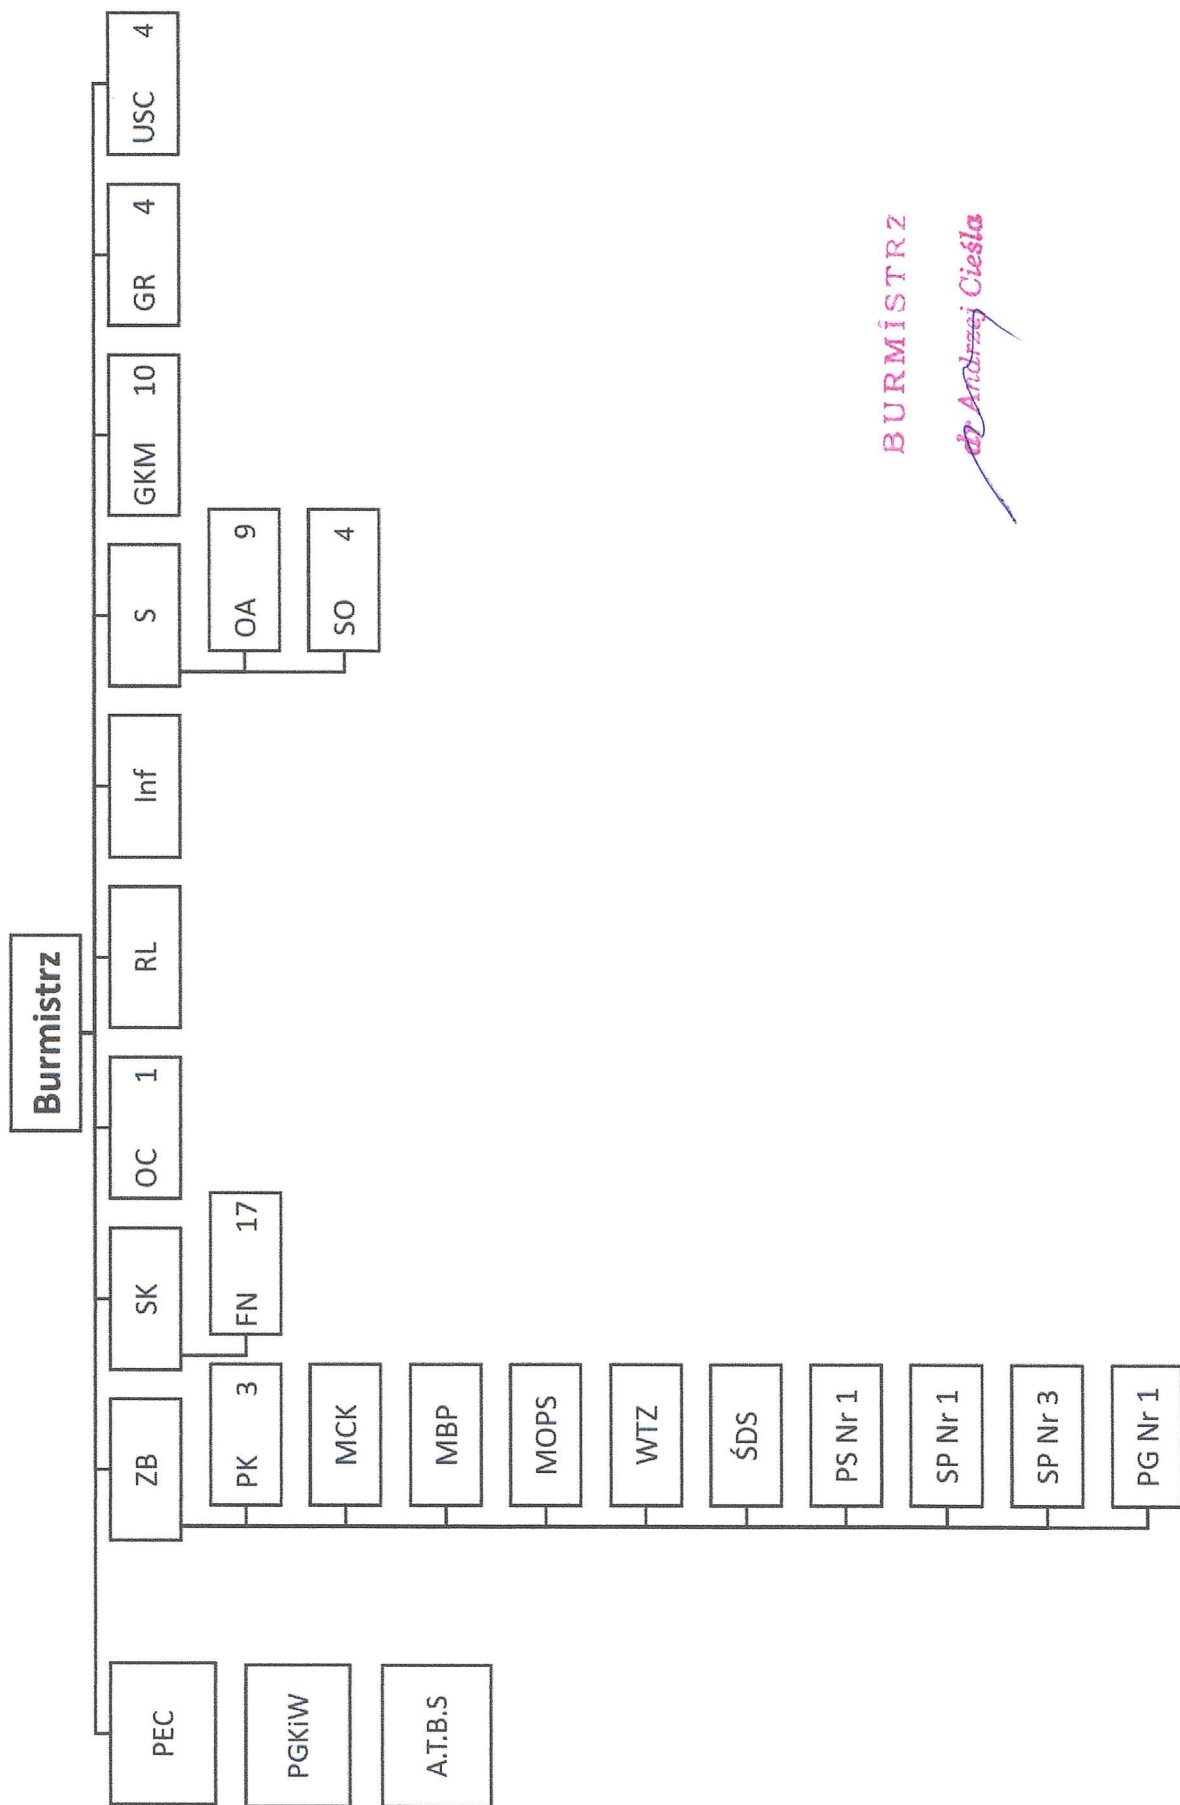 Burmistrz
PEC
PGKiW
A.T.B.S
ZB
PK 3
MCK
MBP
MOPS
WTZ
ŚDS
PS Nr 1
SP Nr 1
SP Nr 3
PG Nr 1
SK
FN 17
OC 1
RL
Inf
S
OA 9
SO 4
GKM 10
GR 4
USC 4
BURMISTRZ
dr Andrzej Cieśla